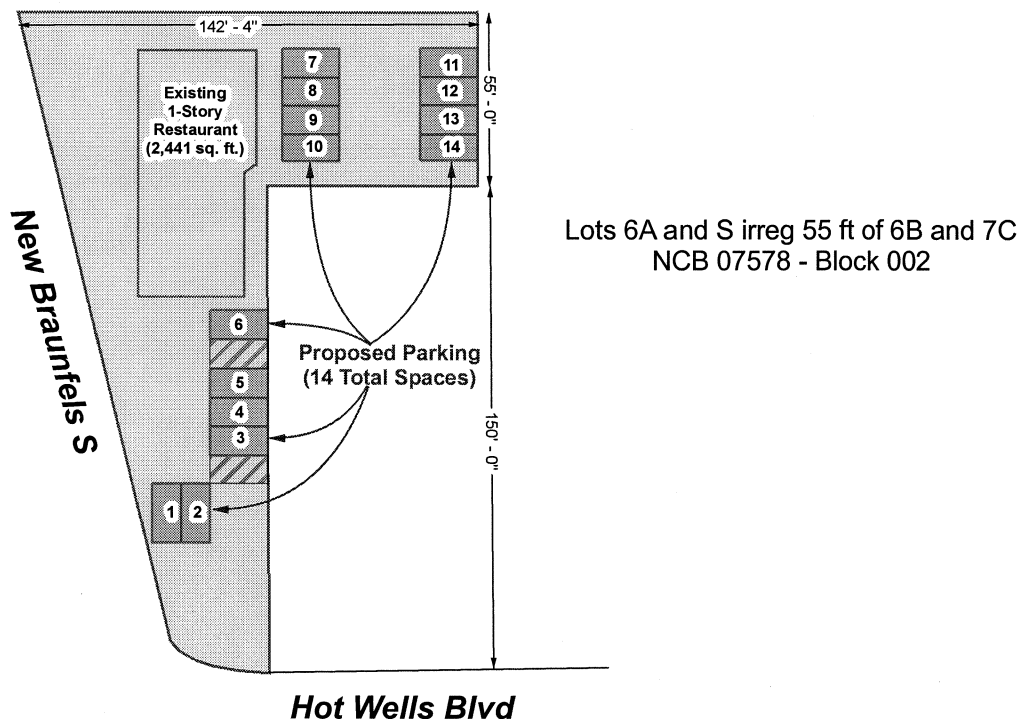 142' - 4"
7
8
9
10
11
12
13
14
55' - 0"
Existing
1-Story
Restaurant
(2,441 sq. ft.)
Lots 6A and S irreg 55 ft of 6B and 7C
NCB 07578 - Block 002
New Braunfels S
6
5
4
3
Proposed Parking
(14 Total Spaces)
150' - 0"
1
2
Hot Wells Blvd